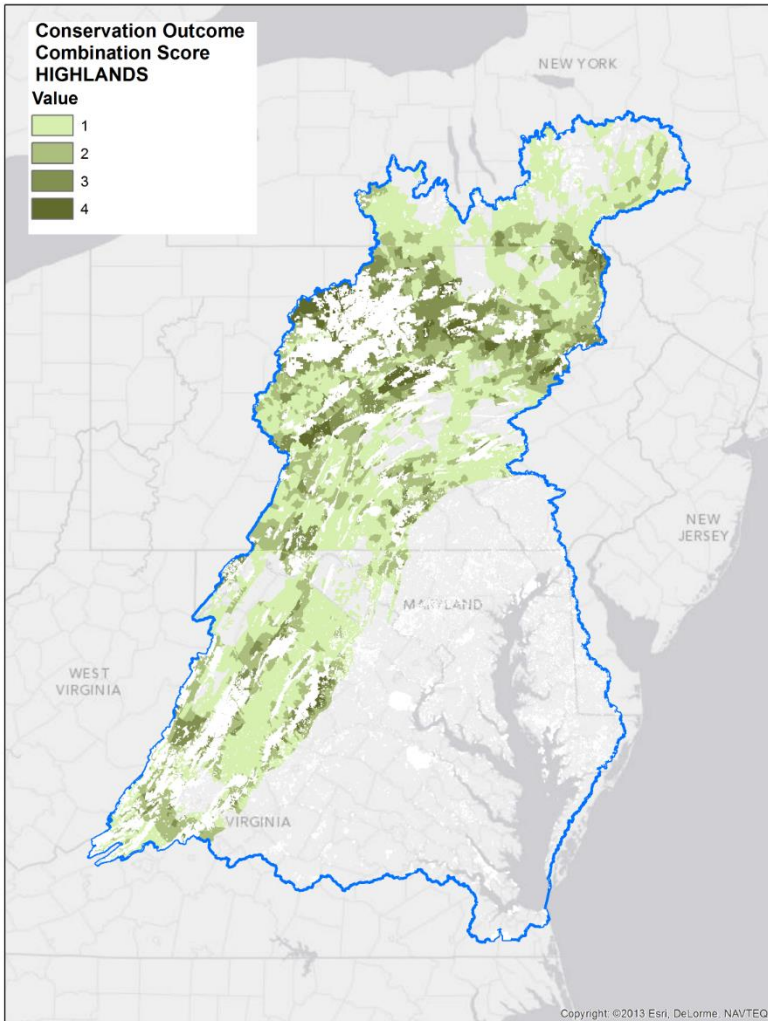 Conservation Outcome
Combination Score
HIGHLANDS
Value
1
2
3
4
NEW YORK
NEW
JERSEY
MARYLAND
WEST
VIRGINIA
VIRGINIA
Copyright: ©2013 Esri, DeLorme, NAVTEQ